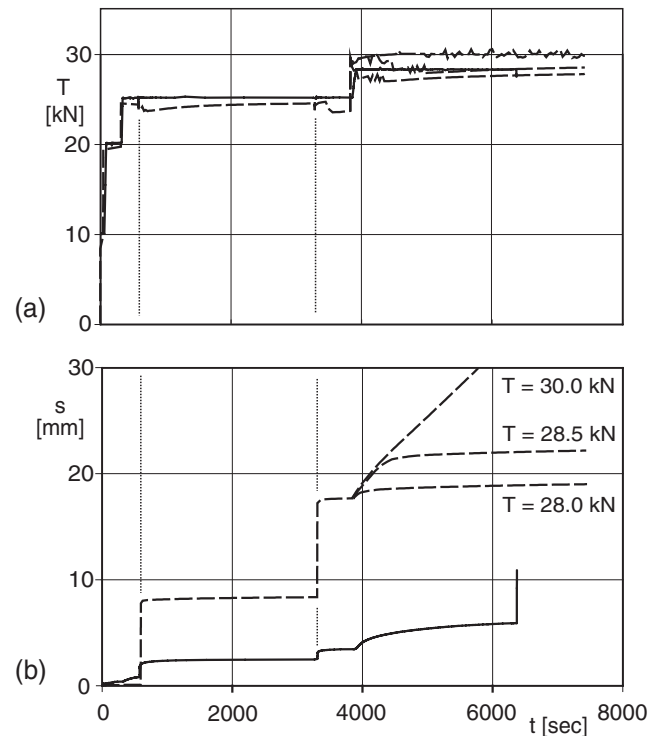 30
T
[kN]
20
10
(a)
0
30
s
[mm]
T = 30.0 kN
T = 28.5 kN
20
T = 28.0 kN
10
(b)
0
0 2000 4000 6000 8000
t [sec]